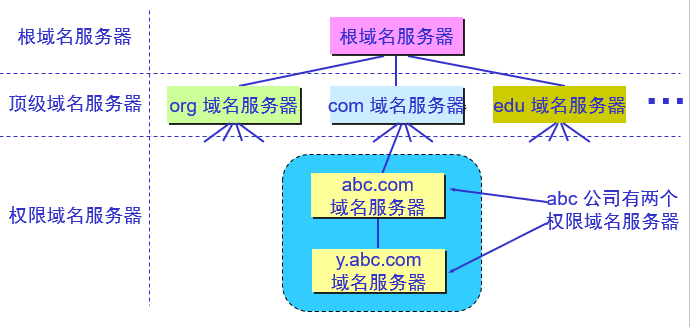 根域名服务器
根域名服务器
顶级域名服务器
org 域名服务器
com 域名服务器
edu 域名服务器
…
权限域名服务器
abc.com
域名服务器
y.abc.com
域名服务器
abc 公司有两个
权限域名服务器